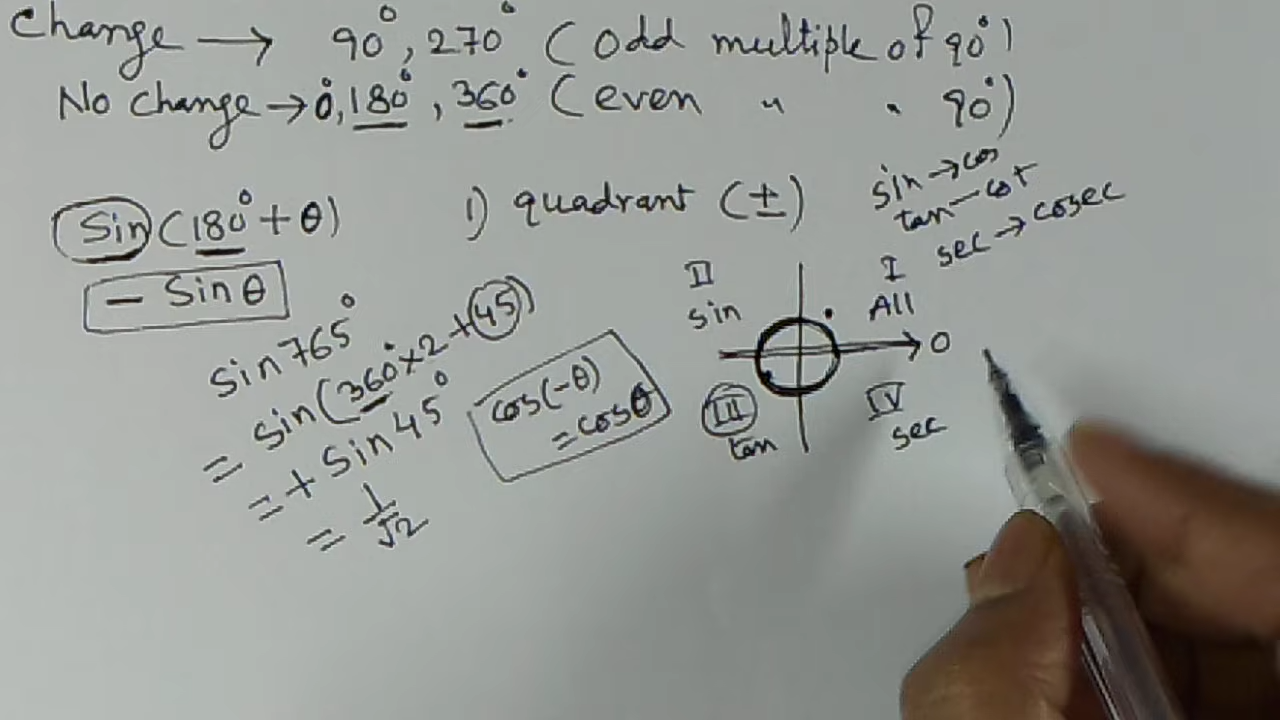 Change → 90°, 270° (Odd multiple of 90°)
No change → 0°, 180°, 360° (even " " 90°)
Sin(180° + θ)
- Sinθ
1) quadrant (±)
sin → cos
tan - cot
sec → cosec
sin 765°
= sin(360° × 2 + 45))
= + sin 45°
= 1/√2
cos(-θ)
= cosθ
II
sin
I
All
0
III
tan
IV
sec